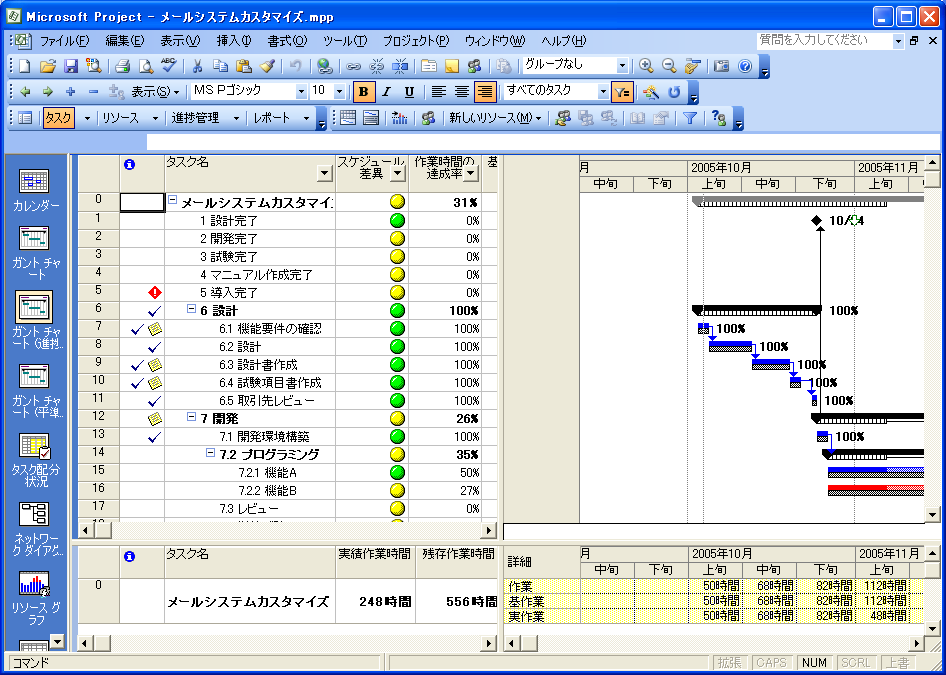 Microsoft Project - メールシステムカスタマイズ.mpp
ファイル(F) 編集(E) 表示(V) 挿入(I) 書式(O) ツール(T) プロジェクト(P) ウィンドウ(W) ヘルプ(H) 質問を入力してください
グループなし
表示(S) MS Pゴシック 10 B I U すべてのタスク
タスク リソース 進捗管理 レポート 新しいリソース(M)
タスク名 スケジュール差異 作業時間の達成率 基
月 2005年10月 2005年11月
中旬 下旬 上旬 中旬 下旬 上旬
0 メールシステムカスタマイ 31%
1 1 設計完了 0%
2 2 開発完了 0%
3 3 試験完了 0%
4 4 マニュアル作成完了 0%
5 5 導入完了 0%
6 6 設計 100% 100%
7 6.1 機能要件の確認 100% 100%
8 6.2 設計 100% 100%
9 6.3 設計書作成 100% 100%
10 6.4 試験項目書作成 100% 100%
11 6.5 取引先レビュー 100% 100%
12 7 開発 26%
13 7.1 開発環境構築 100% 100%
14 7.2 プログラミング 35%
15 7.2.1 機能A 50%
16 7.2.2 機能B 27%
17 7.3 レビュー 0%
カレンダー
ガント チャート
ガント チャート (進捗..
ガント チャート (平準..
タスク配分状況
ネットワーク ダイアグ..
リソース グラフ
タスク名 実績作業時間 残存作業時間
0 メールシステムカスタマイズ 248時間 556時間
詳細 月 2005年10月 2005年11月
中旬 下旬 上旬 中旬 下旬 上旬
作業 50時間 68時間 82時間 112時間
基作業 50時間 68時間 82時間 112時間
実作業 50時間 68時間 82時間 48時間
コマンド 拡張 CAPS NUM SCRL 上書